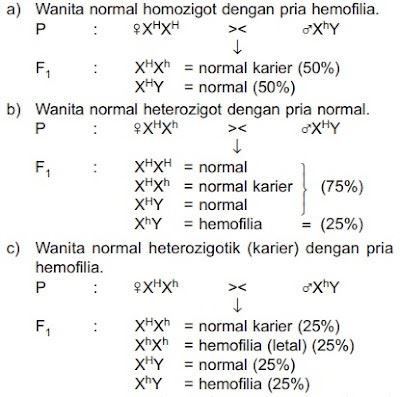 a) Wanita normal homozigot dengan pria hemofilia.
P : ♀XᴴXᴴ >< ♂XʰY
↓
F₁ : XᴴXʰ = normal karier (50%)
XᴴY = normal (50%)
b) Wanita normal heterozigot dengan pria normal.
P : ♀XᴴXʰ >< ♂XᴴY
↓
F₁ : XᴴXᴴ = normal
XᴴXʰ = normal karier } (75%)
XᴴY = normal
XʰY = hemofilia = (25%)
c) Wanita normal heterozigotik (karier) dengan pria
hemofilia.
P : ♀XᴴXʰ >< ♂XʰY
↓
F₁ : XᴴXʰ = normal karier (25%)
XʰXʰ = hemofilia (letal) (25%)
XᴴY = normal (25%)
XʰY = hemofilia (25%)